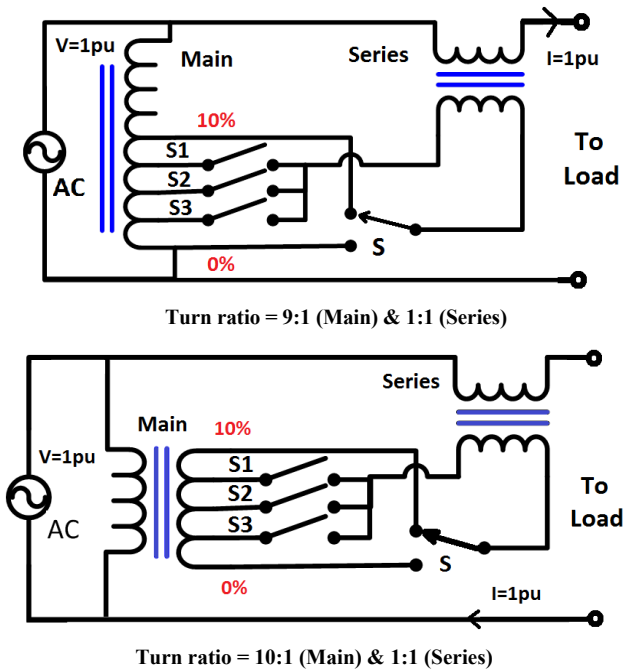 V=1pu
Main
Series
I=1pu
10%
S1
S2
S3
AC
To
Load
S
0%
Turn ratio = 9:1 (Main) & 1:1 (Series)
Series
Main
10%
V=1pu
S1
S2
S3
AC
To
Load
S
0%
I=1pu
Turn ratio = 10:1 (Main) & 1:1 (Series)